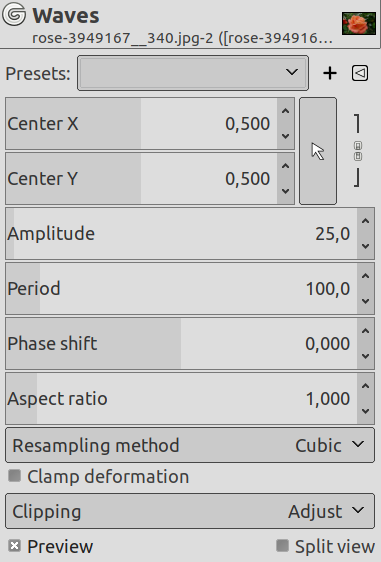 Waves
rose-3949167__340.jpg-2 ([rose-394916...
Presets:
Center X 0,500
Center Y 0,500
Amplitude 25,0
Period 100,0
Phase shift 0,000
Aspect ratio 1,000
Resampling method Cubic
Clamp deformation
Clipping Adjust
Preview Split view